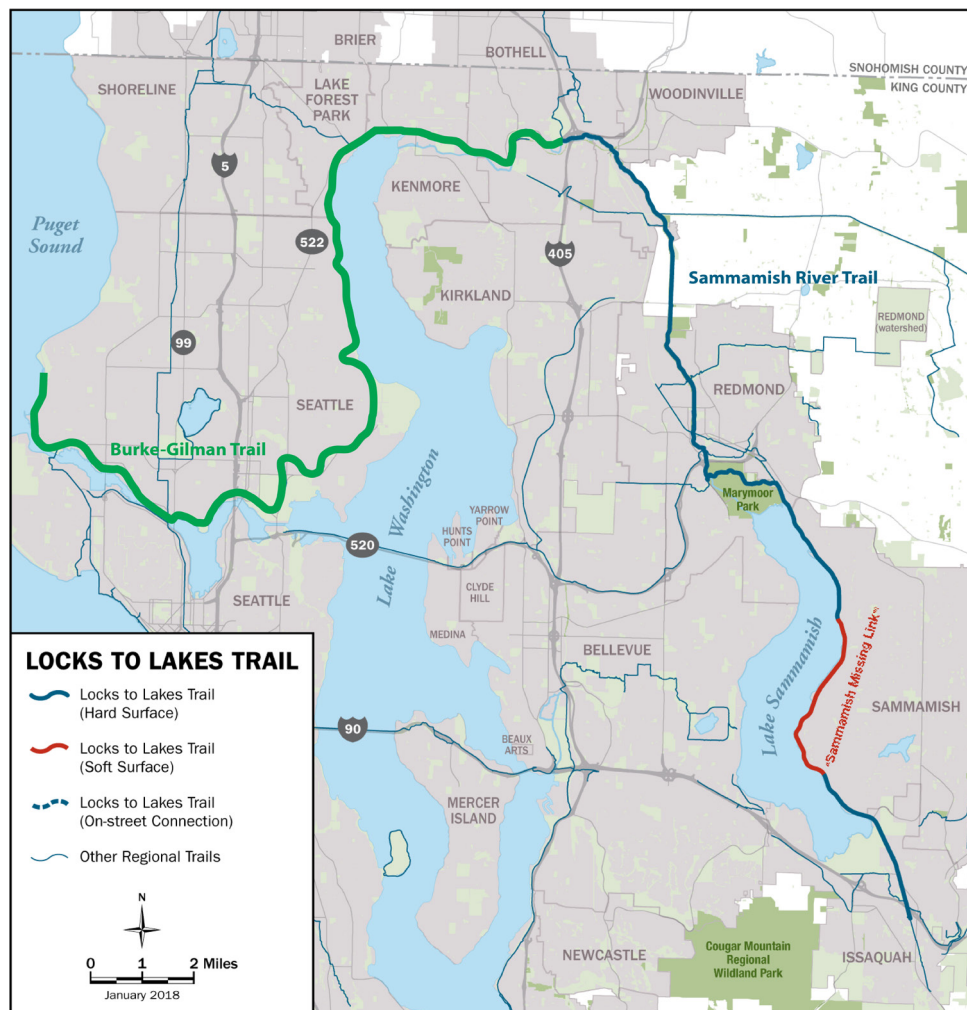 BRIER
BOTHELL
SNOHOMISH COUNTY
KING COUNTY
SHORELINE
LAKE
FOREST
PARK
WOODINVILLE
5
KENMORE
Puget
Sound
522
405
Sammamish River Trail
KIRKLAND
REDMOND
(watershed)
99
REDMOND
SEATTLE
Burke-Gilman Trail
Lake Washington
Marymoor
Park
YARROW
POINT
HUNTS
POINT
520
CLYDE
HILL
SEATTLE
MEDINA
BELLEVUE
Lake Sammamish
"Sammamish Missing Link"
SAMMAMISH
90
BEAUX
ARTS
MERCER
ISLAND
NEWCASTLE
Cougar Mountain
Regional
Wildland Park
ISSAQUAH
LOCKS TO LAKES TRAIL
Locks to Lakes Trail
(Hard Surface)
Locks to Lakes Trail
(Soft Surface)
Locks to Lakes Trail
(On-street Connection)
Other Regional Trails
N
0 1 2 Miles
January 2018